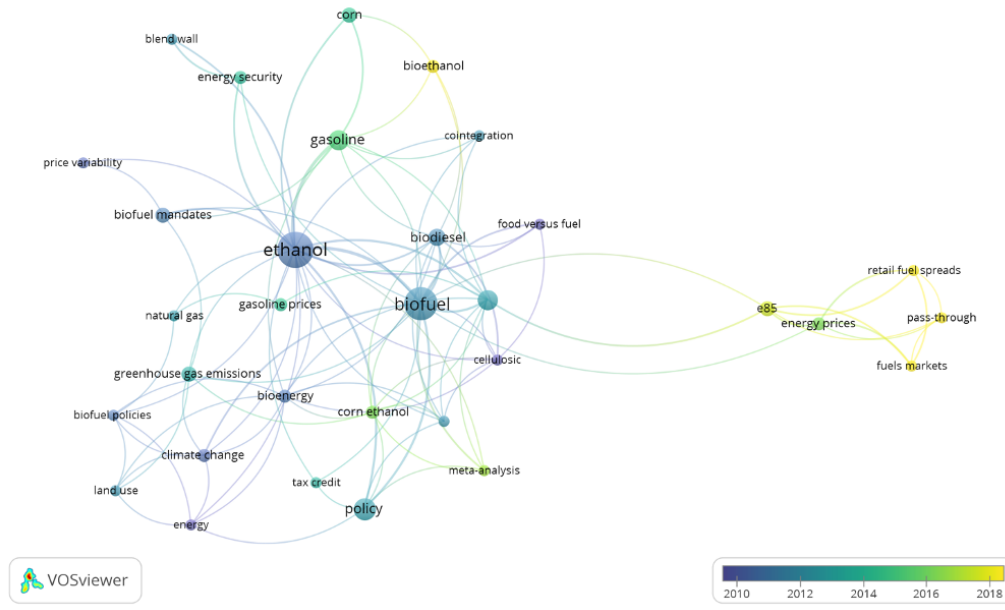 corn
blend wall
bioethanol
energy security
gasoline
cointegration
price variability
biofuel mandates
food versus fuel
biodiesel
ethanol
retail fuel spreads
biofuel
gasoline prices
e85
natural gas
energy prices
pass-through
cellulosic
fuels markets
greenhouse gas emissions
bioenergy
biofuel policies
corn ethanol
climate change
meta-analysis
tax credit
land use
policy
energy
VOSviewer
2010 2012 2014 2016 2018